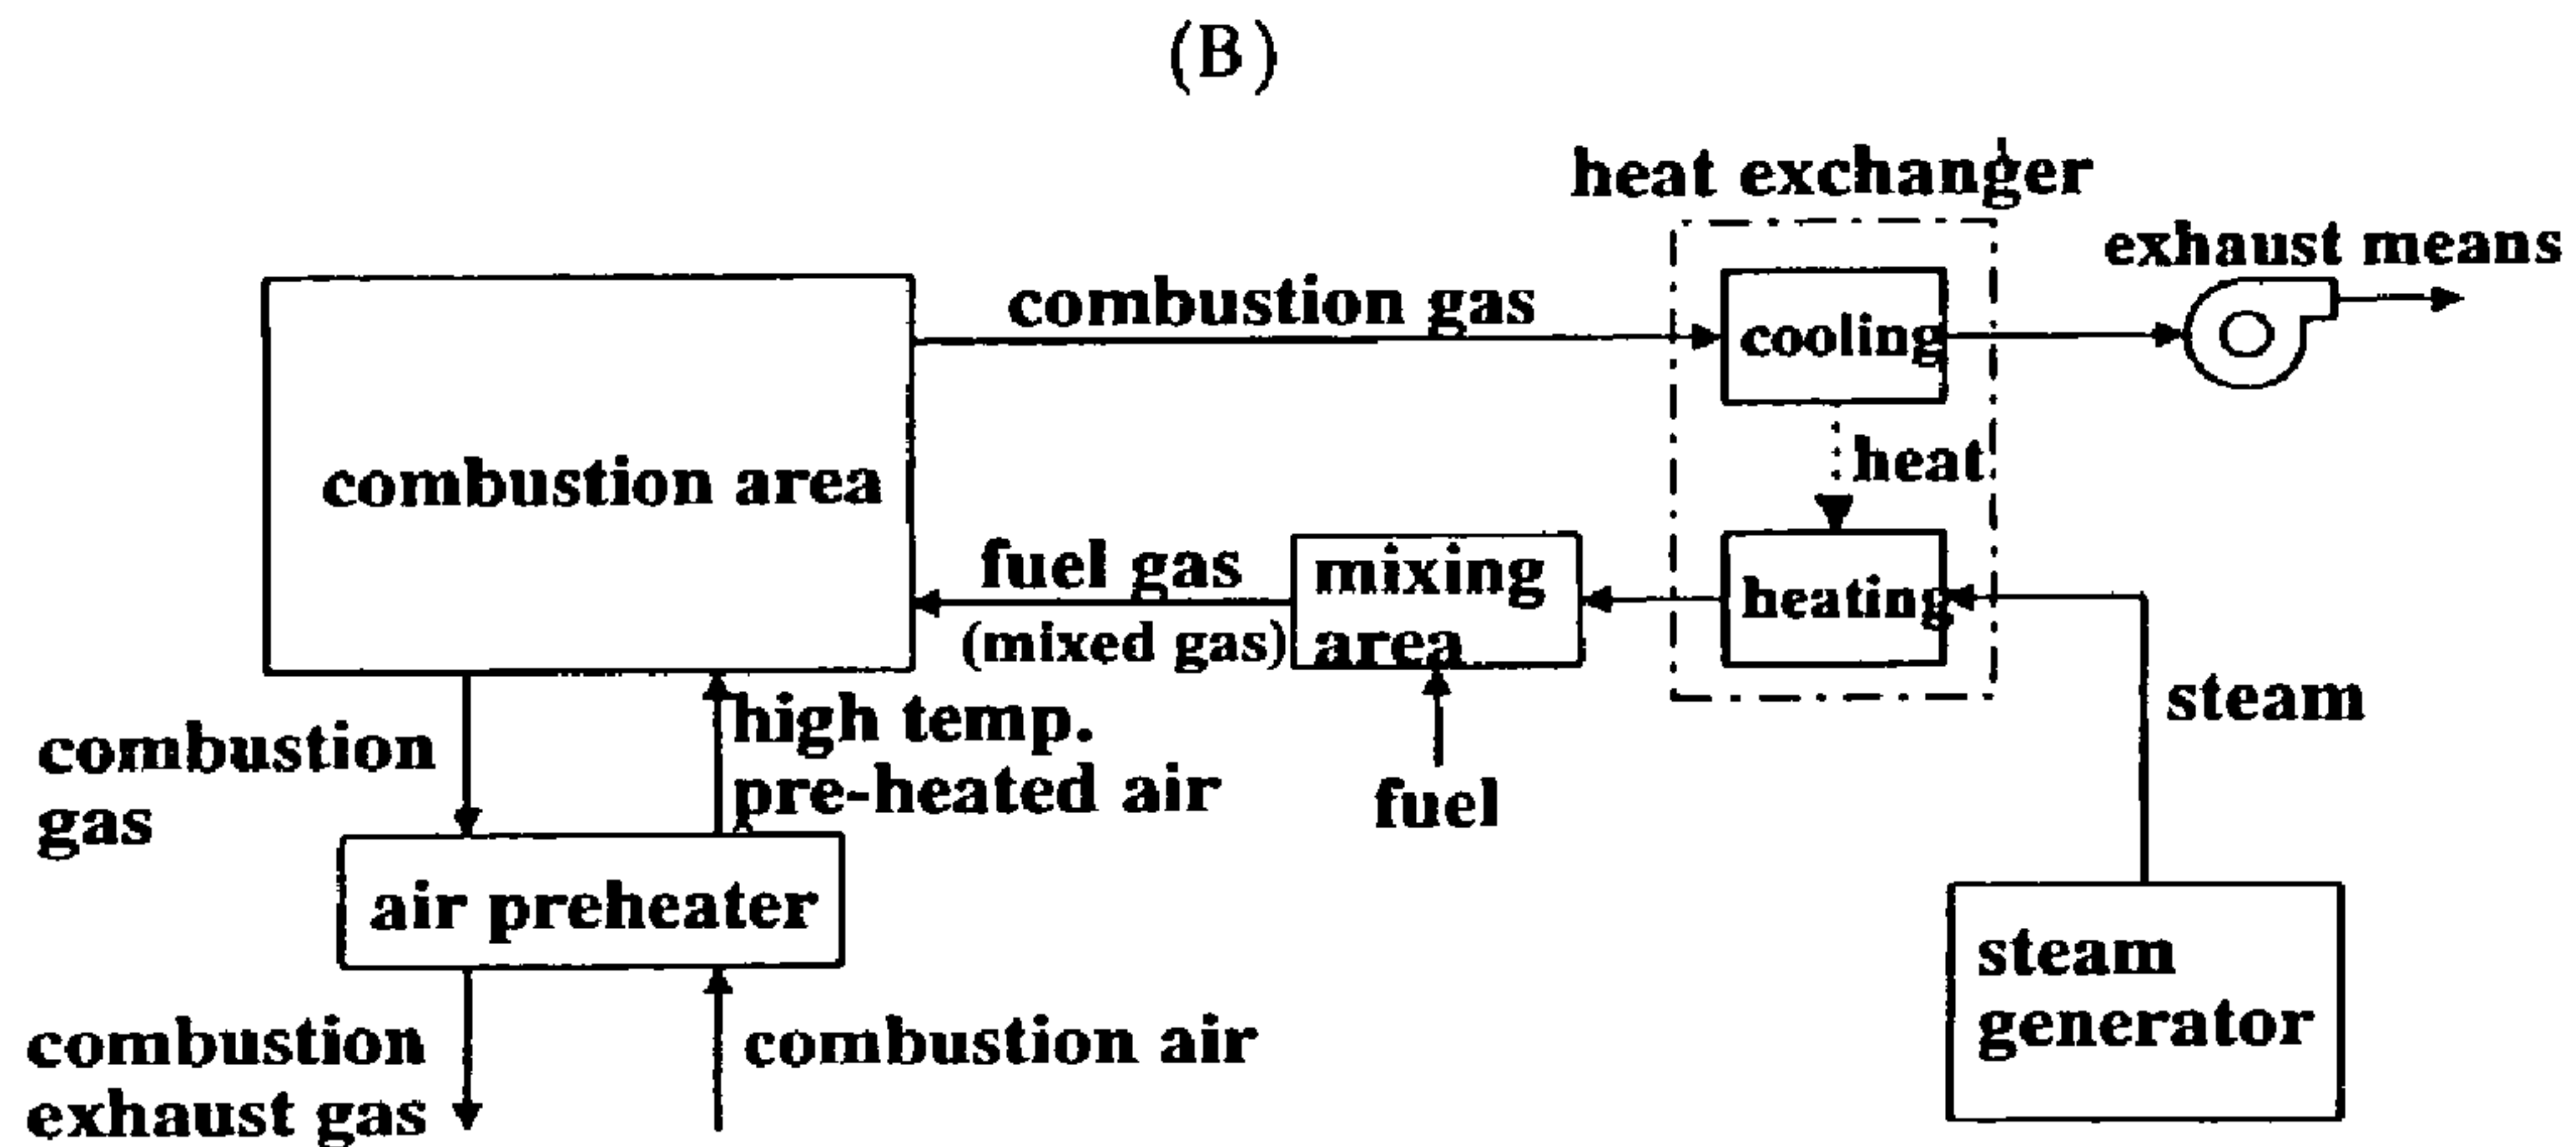 (B)
heat exchanger
exhaust means
combustion gas
cooling
combustion area
heat
fuel gas
(mixed gas)
mixing
area
heating
high temp.
pre-heated air
combustion
gas
fuel
steam
air preheater
steam
generator
combustion
exhaust gas
combustion air